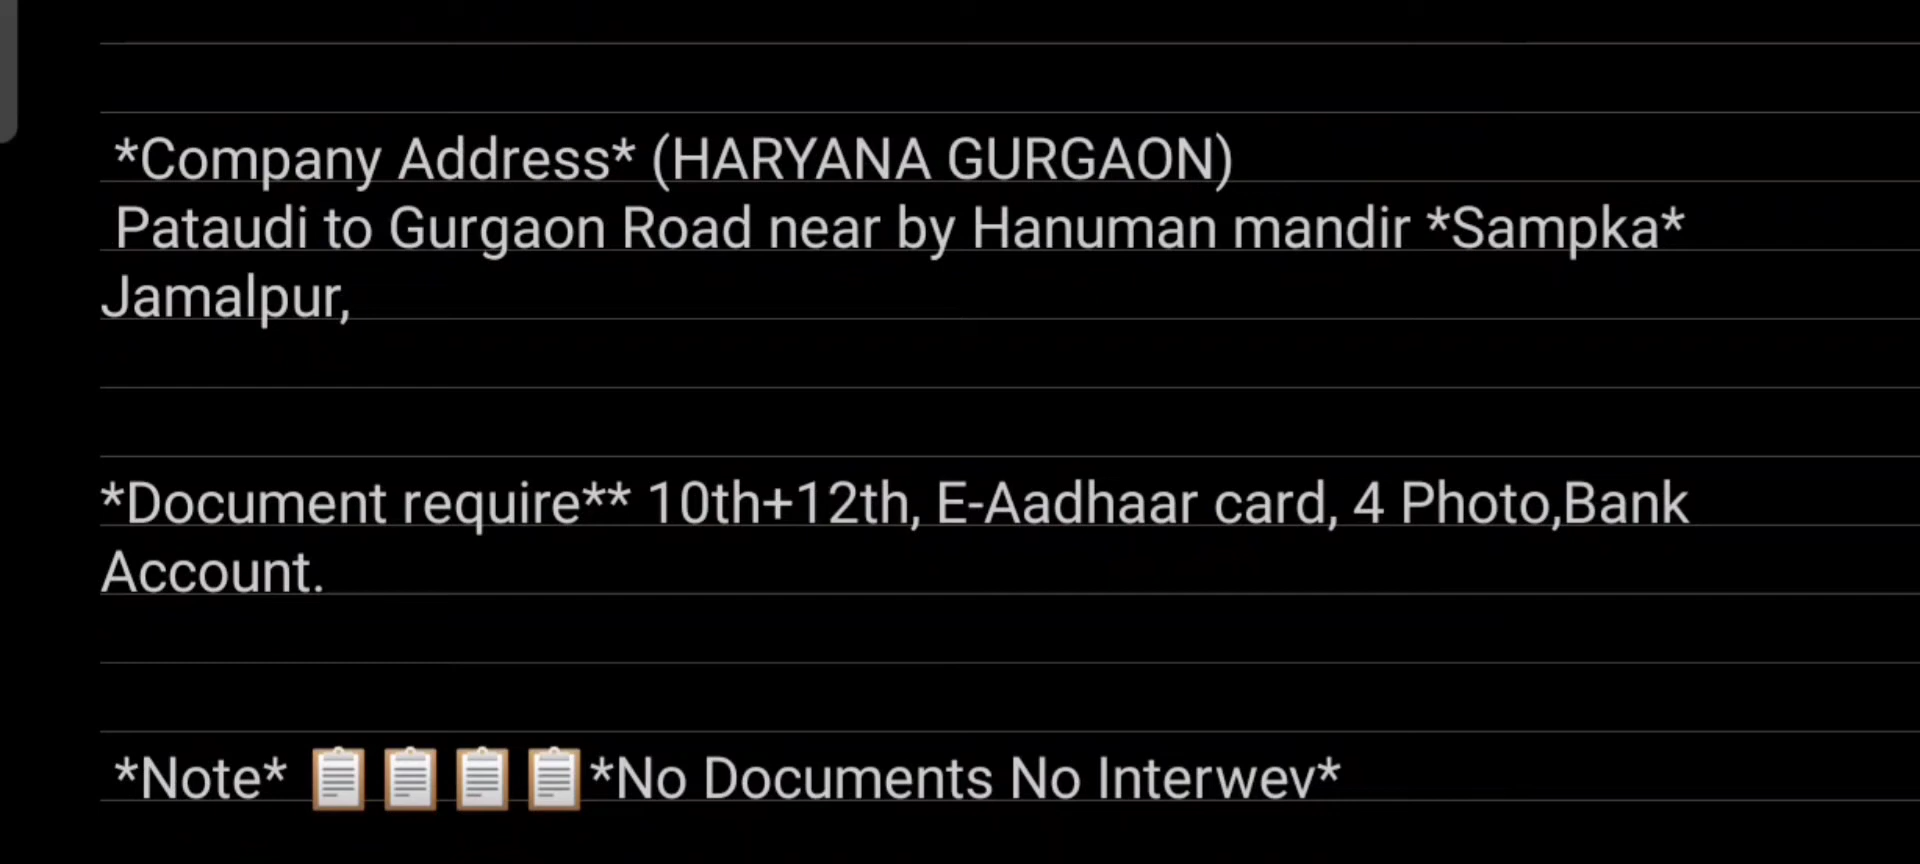 *Company Address* (HARYANA GURGAON)
Pataudi to Gurgaon Road near by Hanuman mandir *Sampka*
Jamalpur,
*Document require** 10th+12th, E-Aadhaar card, 4 Photo,Bank
Account.
*Note* 📋📋📋📋*No Documents No Interwev*